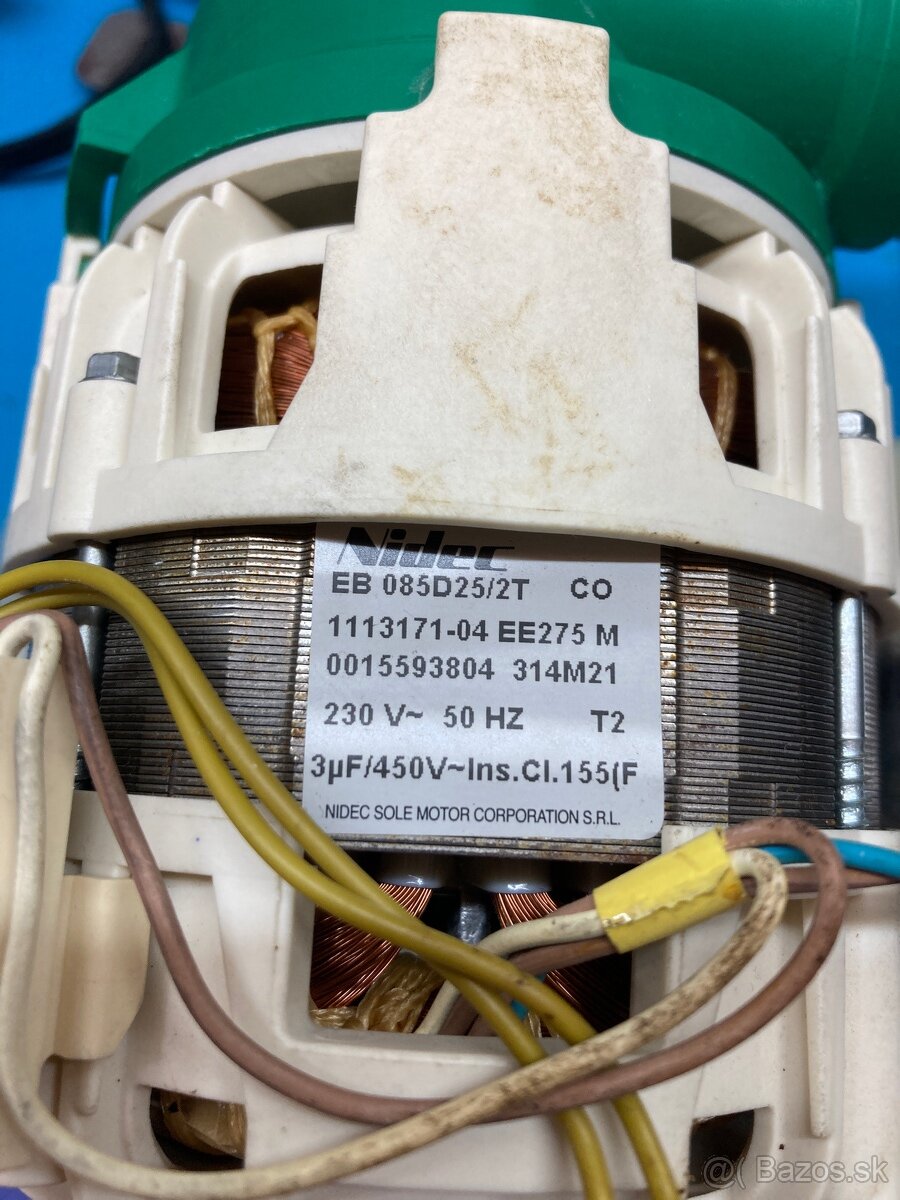 Nidec
EB 085D25/2T CO
1113171-04 EE275 M
0015593804 314M21
230 V~ 50 HZ T2
3µF/450V~Ins.Cl.155(F
NIDEC SOLE MOTOR CORPORATION S.R.L.
@( Bazos.sk